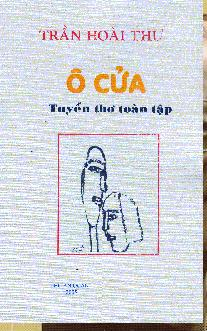 TRẦN HOÀI THƯ
Ô CỬA
Tuyển thơ toàn tập